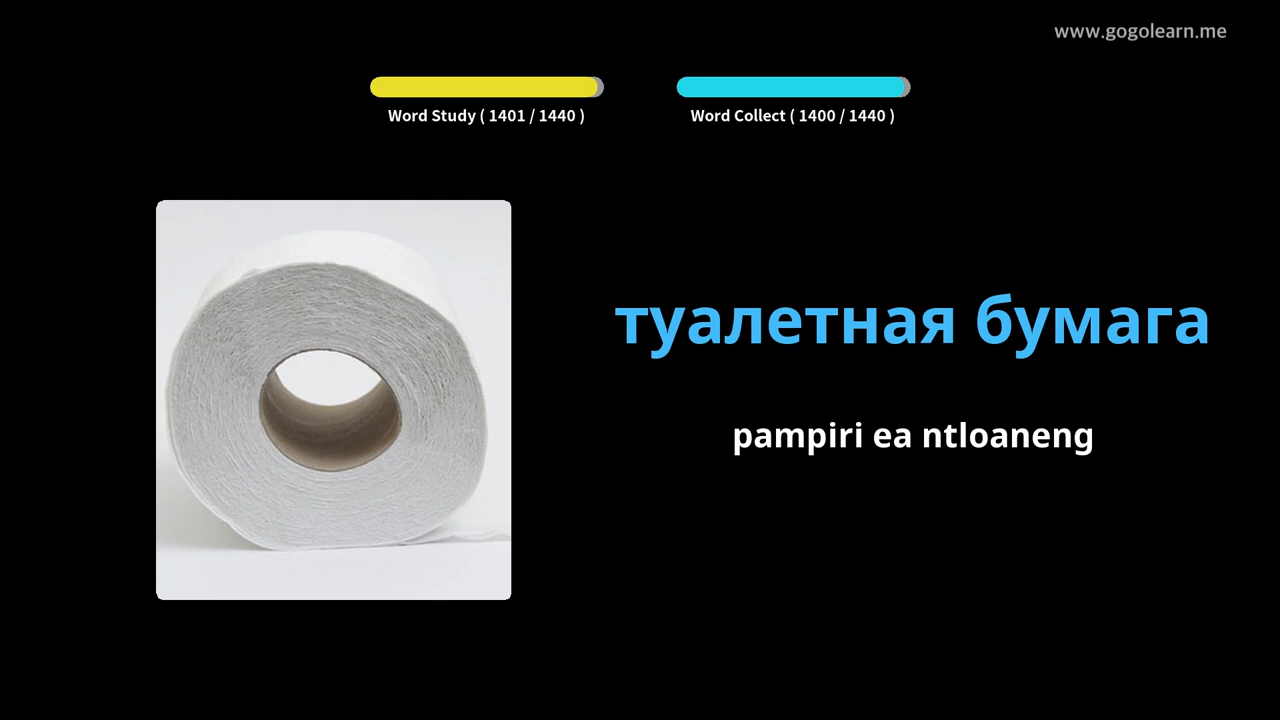 www.gogolearn.me
Word Study ( 1401 / 1440 )
Word Collect ( 1400 / 1440 )
туалетная бумага
pampiri ea ntloaneng